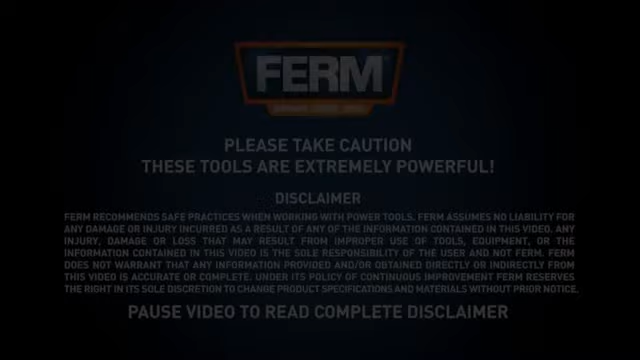 FERM
PLEASE TAKE CAUTION
THESE TOOLS ARE EXTREMELY POWERFUL!
DISCLAIMER
FERM RECOMMENDS SAFE PRACTICES WHEN WORKING WITH POWER TOOLS. FERM ASSUMES NO LIABILITY FOR
ANY DAMAGE OR INJURY INCURRED AS A RESULT OF ANY OF THE INFORMATION CONTAINED IN THIS VIDEO. ANY
INJURY, DAMAGE OR LOSS THAT MAY RESULT FROM IMPROPER USE OF TOOLS, EQUIPMENT, OR THE
INFORMATION CONTAINED IN THIS VIDEO IS THE SOLE RESPONSIBILITY OF THE USER AND NOT FERM. FERM
DOES NOT WARRANT THAT ANY INFORMATION PROVIDED AND/OR OBTAINED DIRECTLY OR INDIRECTLY FROM
THIS VIDEO IS ACCURATE OR COMPLETE. UNDER ITS POLICY OF CONTINUOUS IMPROVEMENT FERM RESERVES
THE RIGHT IN ITS SOLE DISCRETION TO CHANGE PRODUCT SPECIFICATIONS AND MATERIALS WITHOUT PRIOR NOTICE.
PAUSE VIDEO TO READ COMPLETE DISCLAIMER